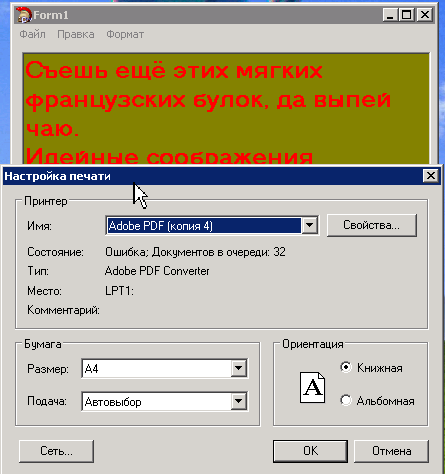 Form1
Файл Правка Формат
Съешь ещё этих мягких
французских булок, да выпей
чаю.
Идейные соображения
Настройка печати
Принтер
Имя: Adobe PDF (копия 4) Свойства...
Состояние: Ошибка; Документов в очереди: 32
Тип: Adobe PDF Converter
Место: LPT1:
Комментарий:
Бумага Ориентация
Размер: A4 Книжная
A
Подача: Автовыбор Альбомная
Сеть... OK Отмена